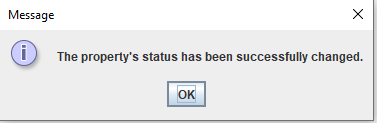 Message
The property's status has been successfully changed.
OK